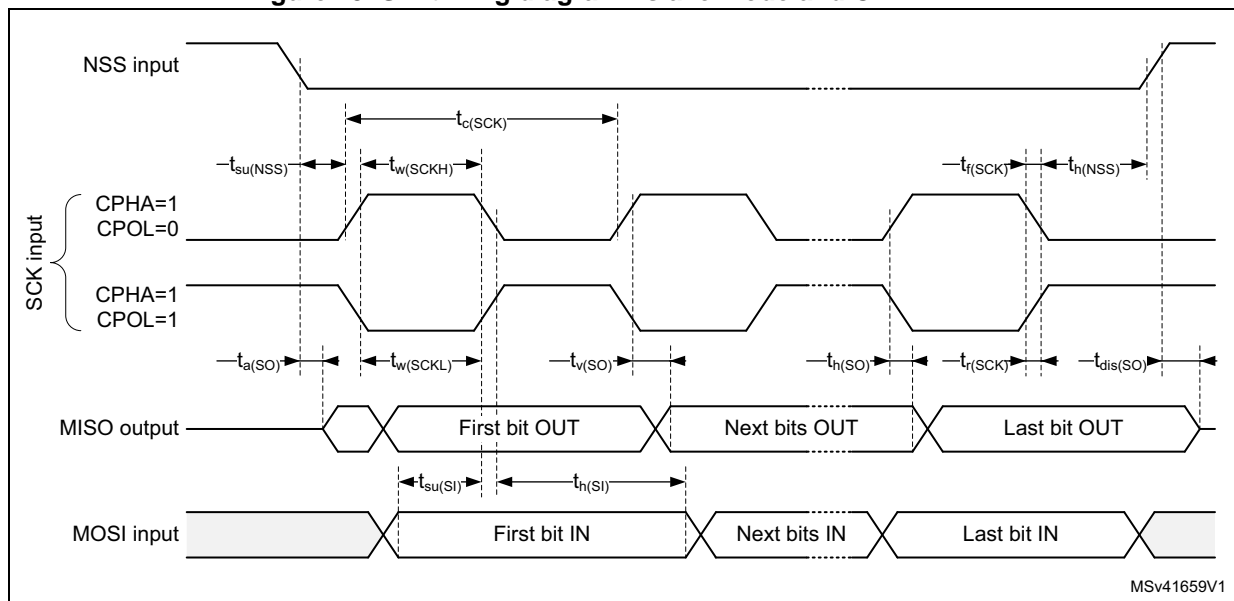 NSS input
tc(SCK)
tsu(NSS)
tw(SCKH)
tf(SCK)
th(NSS)
SCK input
CPHA=1
CPOL=0
CPHA=1
CPOL=1
ta(SO)
tw(SCKL)
tv(SO)
th(SO)
tr(SCK)
tdis(SO)
MISO output
First bit OUT
Next bits OUT
Last bit OUT
tsu(SI)
th(SI)
MOSI input
First bit IN
Next bits IN
Last bit IN
MSv41659V1